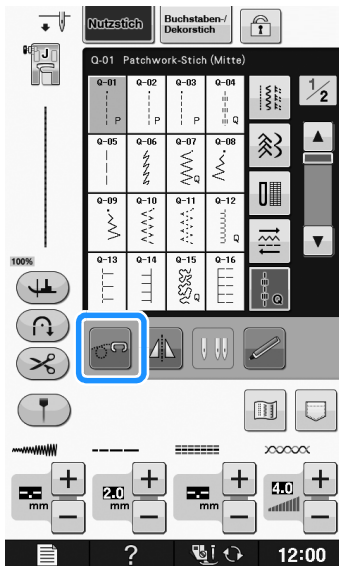 Nutzstich
Buchstaben-/
Dekorstich
J
Q-01 Patchwork-Stich (Mitte)
1/2
Q-01 Q-02 Q-03 Q-04
P P P Q
Q-05 Q-06 Q-07 Q-08
Q
Q-09 Q-10 Q-11 Q-12
Q
Q-13 Q-14 Q-15 Q-16
Q
Q
100%
-.- 2.0 -.- 4.0
mm mm mm
? 12:00